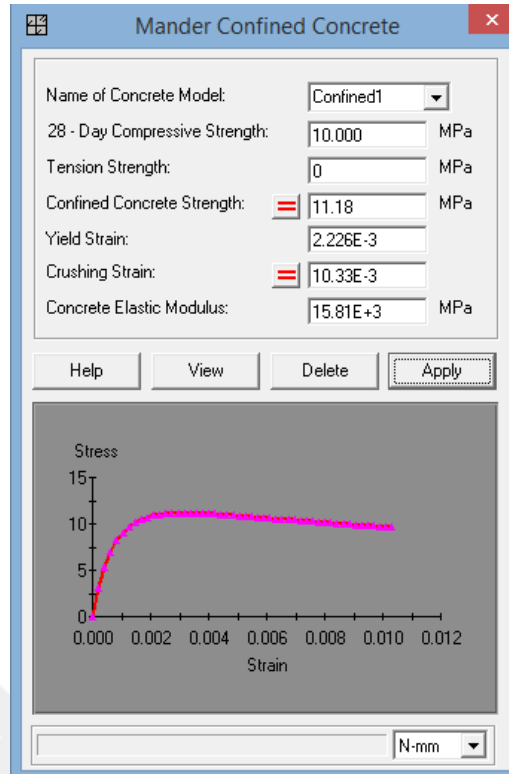 Mander Confined Concrete
Name of Concrete Model: Confined1
28 - Day Compressive Strength: 10.000 MPa
Tension Strength: 0 MPa
Confined Concrete Strength: = 11.18 MPa
Yield Strain: 2.226E-3
Crushing Strain: = 10.33E-3
Concrete Elastic Modulus: 15.81E+3 MPa
Help View Delete Apply
Stress
15
10
5
0
0.000 0.002 0.004 0.006 0.008 0.010 0.012
Strain
N-mm